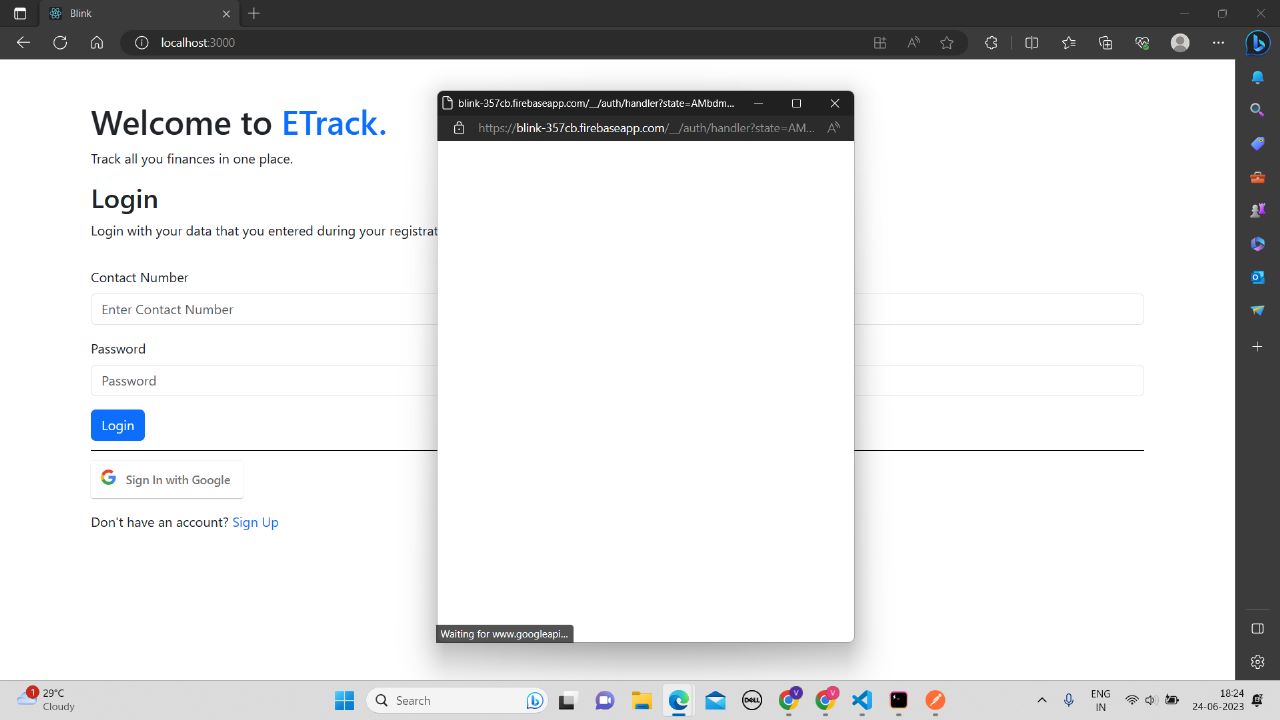 Blink
localhost:3000
Welcome to ETrack.
Track all you finances in one place.
Login
Login with your data that you entered during your registrat
Contact Number
Enter Contact Number
Password
Password
Login
Sign In with Google
Don't have an account? Sign Up
blink-357cb.firebaseapp.com/__/auth/handler?state=AMbdm...
https://blink-357cb.firebaseapp.com/__/auth/handler?state=AM...
Waiting for www.googleapi...
1
29°C
Cloudy
Search
DELL
V
V
ENG
IN
18:24
24-06-2023